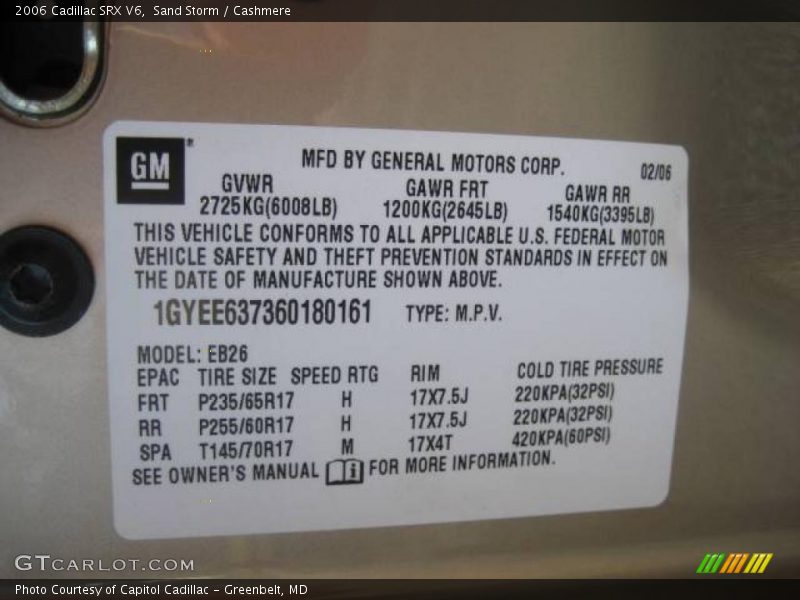 2006 Cadillac SRX V6, Sand Storm / Cashmere
GM ®
MFD BY GENERAL MOTORS CORP. 02/06
GVWR GAWR FRT GAWR RR
2725KG(6008LB) 1200KG(2645LB) 1540KG(3395LB)
THIS VEHICLE CONFORMS TO ALL APPLICABLE U.S. FEDERAL MOTOR
VEHICLE SAFETY AND THEFT PREVENTION STANDARDS IN EFFECT ON
THE DATE OF MANUFACTURE SHOWN ABOVE.
1GYEE637360180161 TYPE: M.P.V.
MODEL: EB26
EPAC TIRE SIZE SPEED RTG RIM COLD TIRE PRESSURE
FRT P235/65R17 H 17X7.5J 220KPA(32PSI)
RR P255/60R17 H 17X7.5J 220KPA(32PSI)
SPA T145/70R17 M 17X4T 420KPA(60PSI)
SEE OWNER'S MANUAL i FOR MORE INFORMATION.
GTCARLOT.COM
Photo Courtesy of Capitol Cadillac - Greenbelt, MD